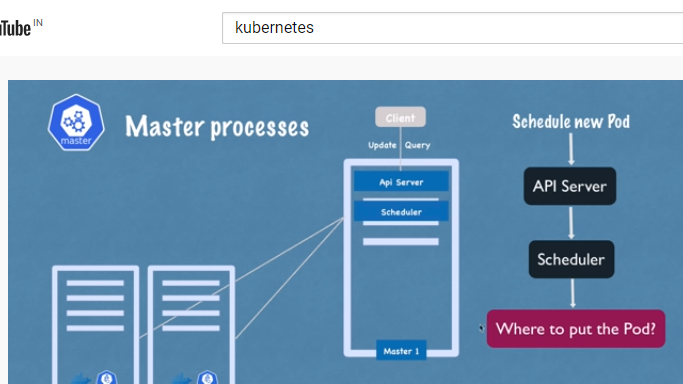 Tube IN
kubernetes
master
Master processes
Client
Update Query
Api Server
Scheduler
Master 1
Schedule new Pod
API Server
Scheduler
Where to put the Pod?